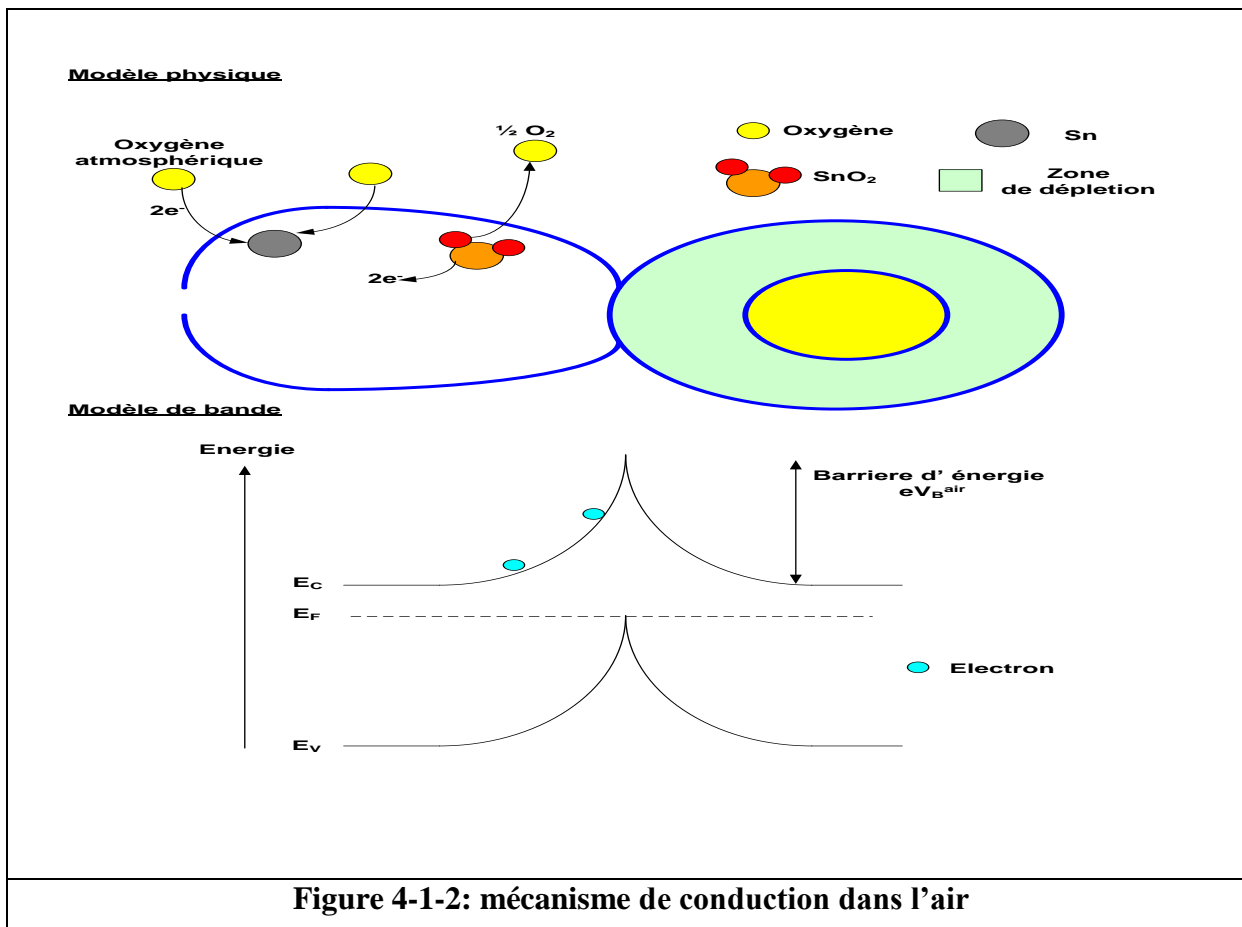 Modèle physique
½ O₂
Oxygène
atmosphérique
2e⁻
2e⁻
Oxygène
Sn
SnO₂
Zone
de dépletion
Modèle de bande
Energie
Barriere d' énergie
eV_B^air
E_C
E_F
Electron
E_V
Figure 4-1-2: mécanisme de conduction dans l’air